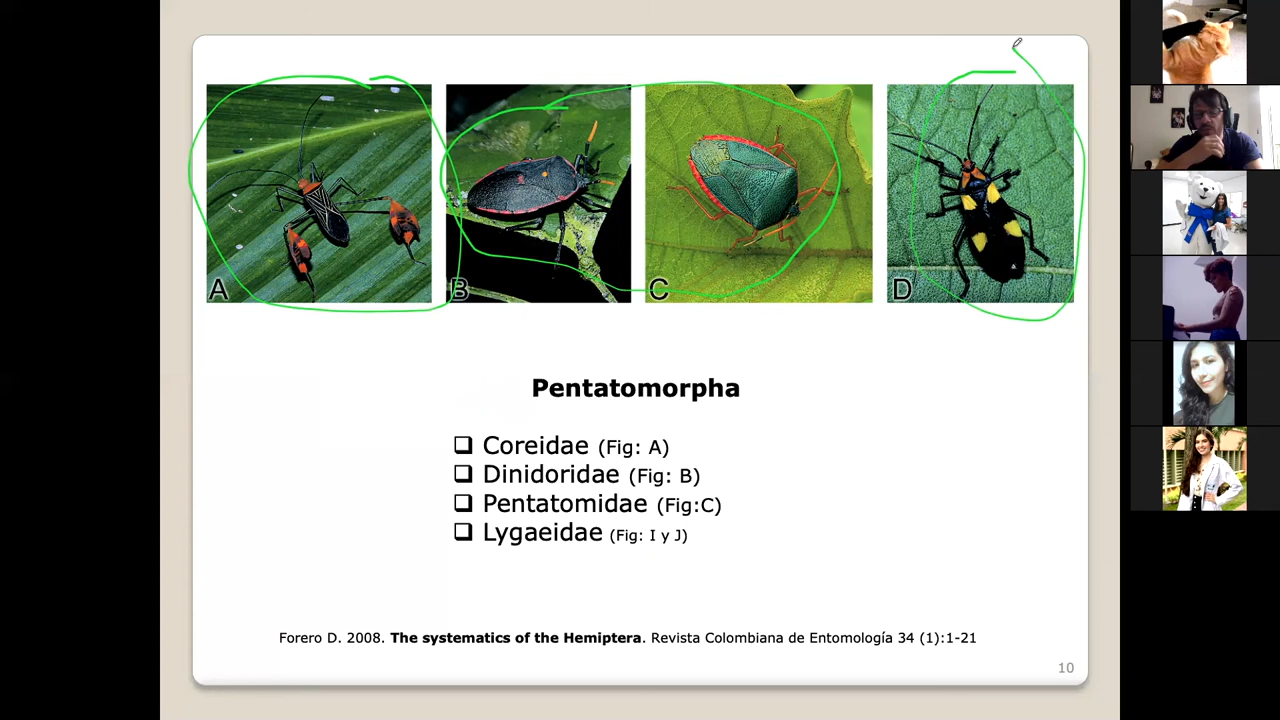 A
B
C
D
Pentatomorpha
❑ Coreidae (Fig: A)
❑ Dinidoridae (Fig: B)
❑ Pentatomidae (Fig:C)
❑ Lygaeidae (Fig: I y J)
Forero D. 2008. The systematics of the Hemiptera. Revista Colombiana de Entomología 34 (1):1-21
10